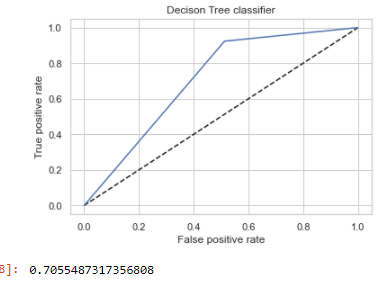 Decison Tree classifier
1.0
0.8
0.6
0.4
0.2
0.0
True positive rate
0.0 0.2 0.4 0.6 0.8 1.0
False positive rate
8]: 0.7055487317356808